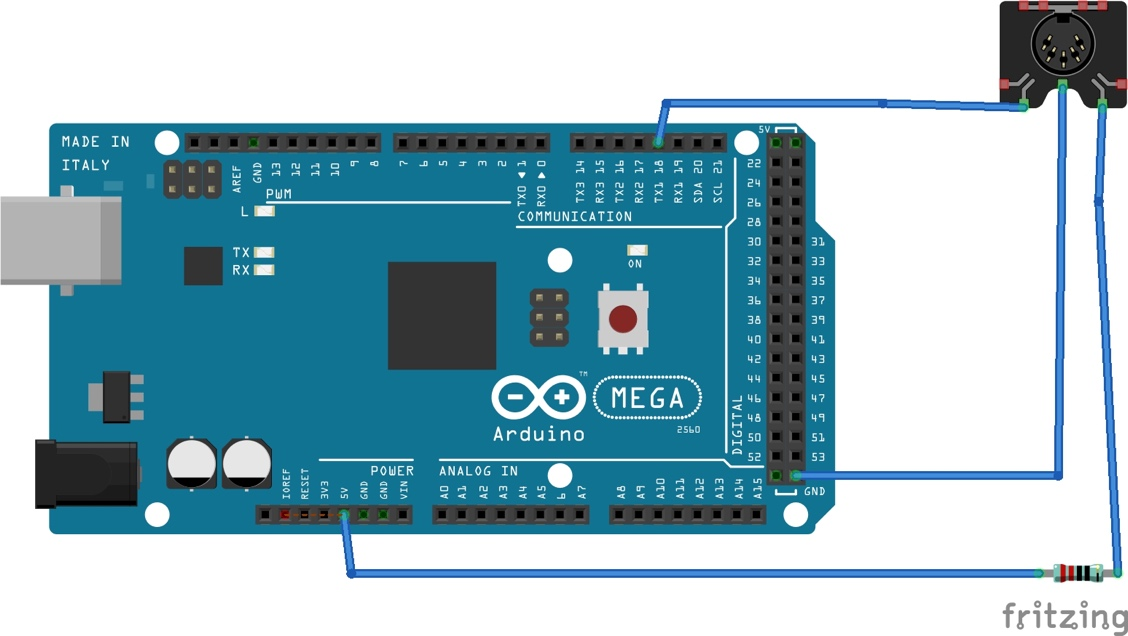 MADE IN
ITALY
AREF
GND
13
12
11
10
9
8
7
6
5
4
3
2
TX0 ◀ 1
RX0 ▶ 0
TX3 14
RX3 15
TX2 16
RX2 17
TX1 18
RX1 19
SDA 20
SCL 21
PWM
COMMUNICATION
L
TX
RX
ON
5V
22
24
26
28
30 31
32 33
34 35
36 37
38 39
40 41
42 43
44 45
46 47
48 49
50 51
52 53
GND
DIGITAL
TM
MEGA
Arduino
2560
POWER
ANALOG IN
IOREF
RESET
3V3
5V
GND
GND
VIN
A0
A1
A2
A3
A4
A5
6
A7
A8
A9
A10
A11
A12
A13
A14
A15
fritzing